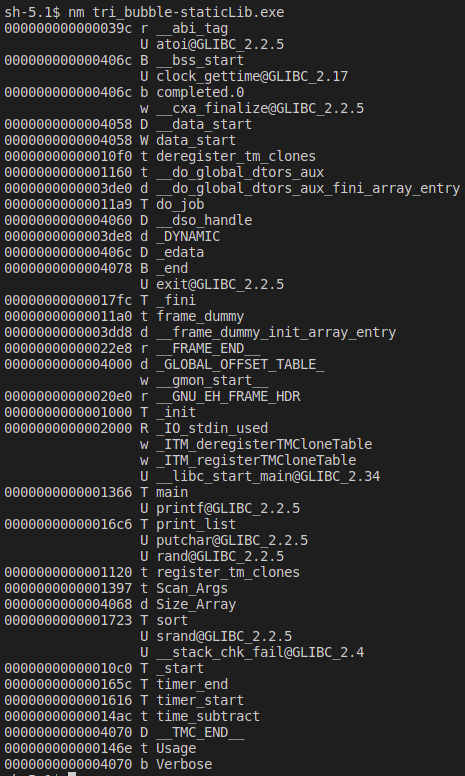 sh-5.1$ nm tri_bubble-staticLib.exe
000000000000039c r __abi_tag
                 U atoi@GLIBC_2.2.5
000000000000406c B __bss_start
                 U clock_gettime@GLIBC_2.17
000000000000406c b completed.0
                 w __cxa_finalize@GLIBC_2.2.5
0000000000004058 D __data_start
0000000000004058 W data_start
00000000000010f0 t deregister_tm_clones
0000000000001160 t __do_global_dtors_aux
0000000000003de0 d __do_global_dtors_aux_fini_array_entry
00000000000011a9 T do_job
0000000000004060 D __dso_handle
0000000000003de8 d _DYNAMIC
000000000000406c D _edata
0000000000004078 B _end
                 U exit@GLIBC_2.2.5
00000000000017fc T _fini
00000000000011a0 t frame_dummy
0000000000003dd8 d __frame_dummy_init_array_entry
00000000000022e8 r __FRAME_END__
0000000000004000 d _GLOBAL_OFFSET_TABLE_
                 w __gmon_start__
00000000000020e0 r __GNU_EH_FRAME_HDR
0000000000001000 T _init
0000000000002000 R _IO_stdin_used
                 w _ITM_deregisterTMCloneTable
                 w _ITM_registerTMCloneTable
                 U __libc_start_main@GLIBC_2.34
0000000000001366 T main
                 U printf@GLIBC_2.2.5
00000000000016c6 T print_list
                 U putchar@GLIBC_2.2.5
                 U rand@GLIBC_2.2.5
0000000000001120 t register_tm_clones
0000000000001397 t Scan_Args
0000000000004068 d Size_Array
0000000000001723 T sort
                 U srand@GLIBC_2.2.5
                 U __stack_chk_fail@GLIBC_2.4
00000000000010c0 T _start
000000000000165c T timer_end
0000000000001616 T timer_start
00000000000014ac t time_subtract
0000000000004070 D __TMC_END__
000000000000146e t Usage
0000000000004070 b Verbose